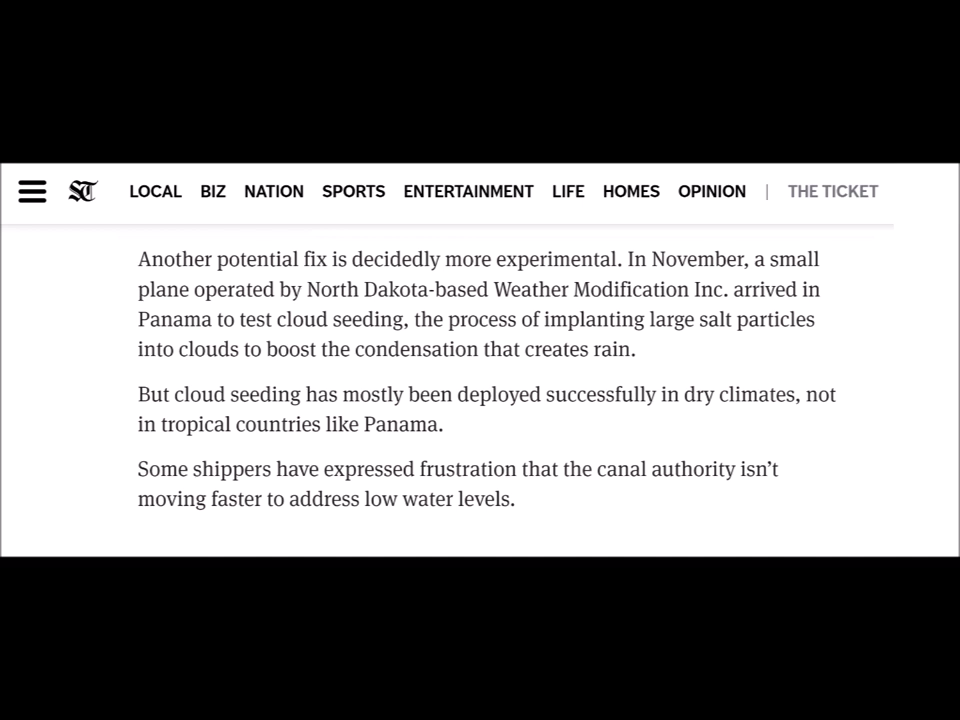 ST LOCAL BIZ NATION SPORTS ENTERTAINMENT LIFE HOMES OPINION | THE TICKET
Another potential fix is decidedly more experimental. In November, a small
plane operated by North Dakota-based Weather Modification Inc. arrived in
Panama to test cloud seeding, the process of implanting large salt particles
into clouds to boost the condensation that creates rain.
But cloud seeding has mostly been deployed successfully in dry climates, not
in tropical countries like Panama.
Some shippers have expressed frustration that the canal authority isn’t
moving faster to address low water levels.